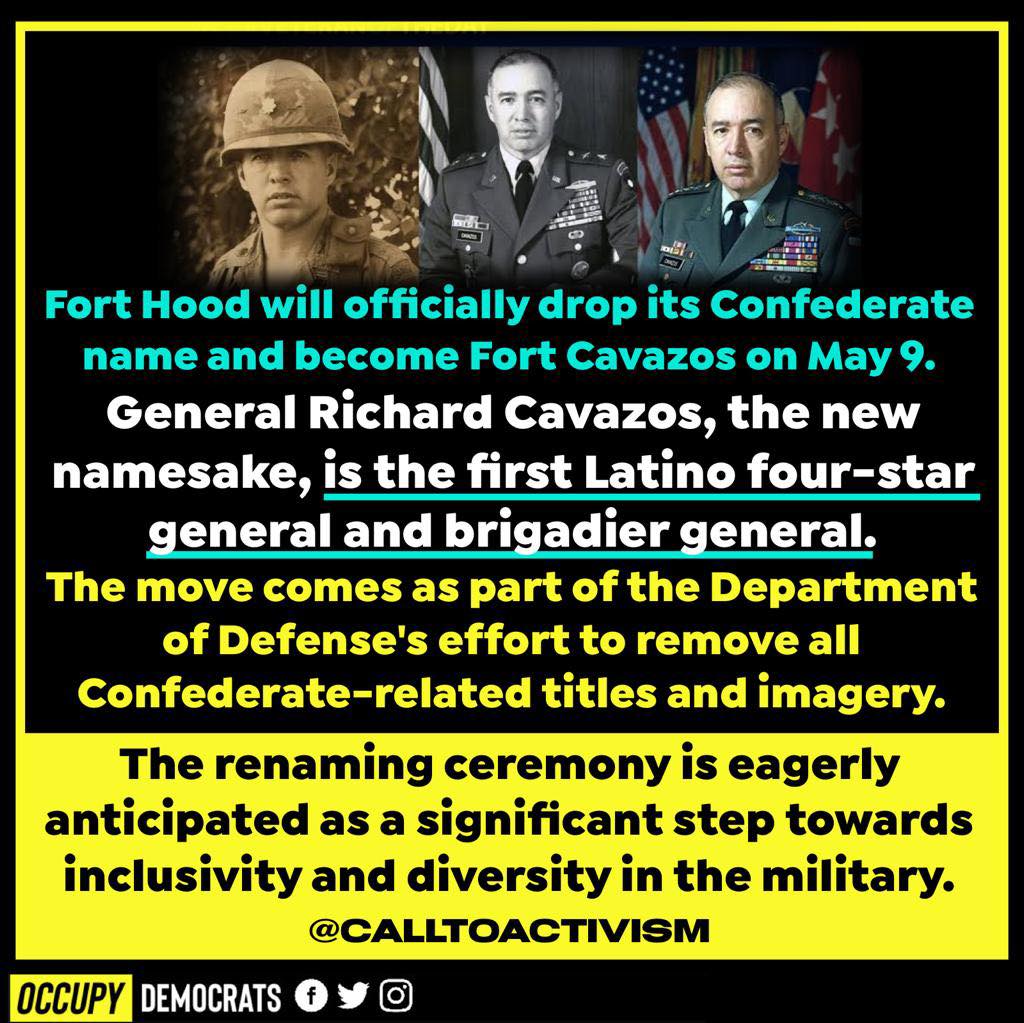 CAVAZOS
CAVAZOS
Fort Hood will officially drop its Confederate
name and become Fort Cavazos on May 9.
General Richard Cavazos, the new
namesake, is the first Latino four-star
general and brigadier general.
The move comes as part of the Department
of Defense's effort to remove all
Confederate-related titles and imagery.
The renaming ceremony is eagerly
anticipated as a significant step towards
inclusivity and diversity in the military.
@CALLTOACTIVISM
OCCUPY DEMOCRATS